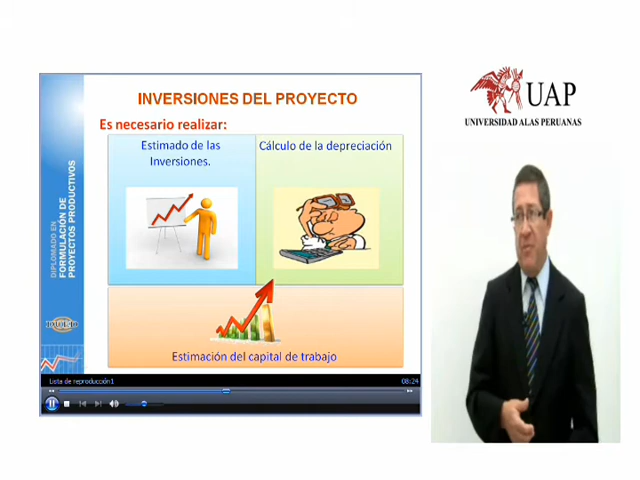 INVERSIONES DEL PROYECTO
Es necesario realizar:
Estimado de las
Inversiones.
Cálculo de la depreciación
Estimación del capital de trabajo
DIPLOMADO EN
FORMULACIÓN DE
PROYECTOS PRODUCTIVOS
Lista de reproducción1
08:24
UAP
UNIVERSIDAD ALAS PERUANAS